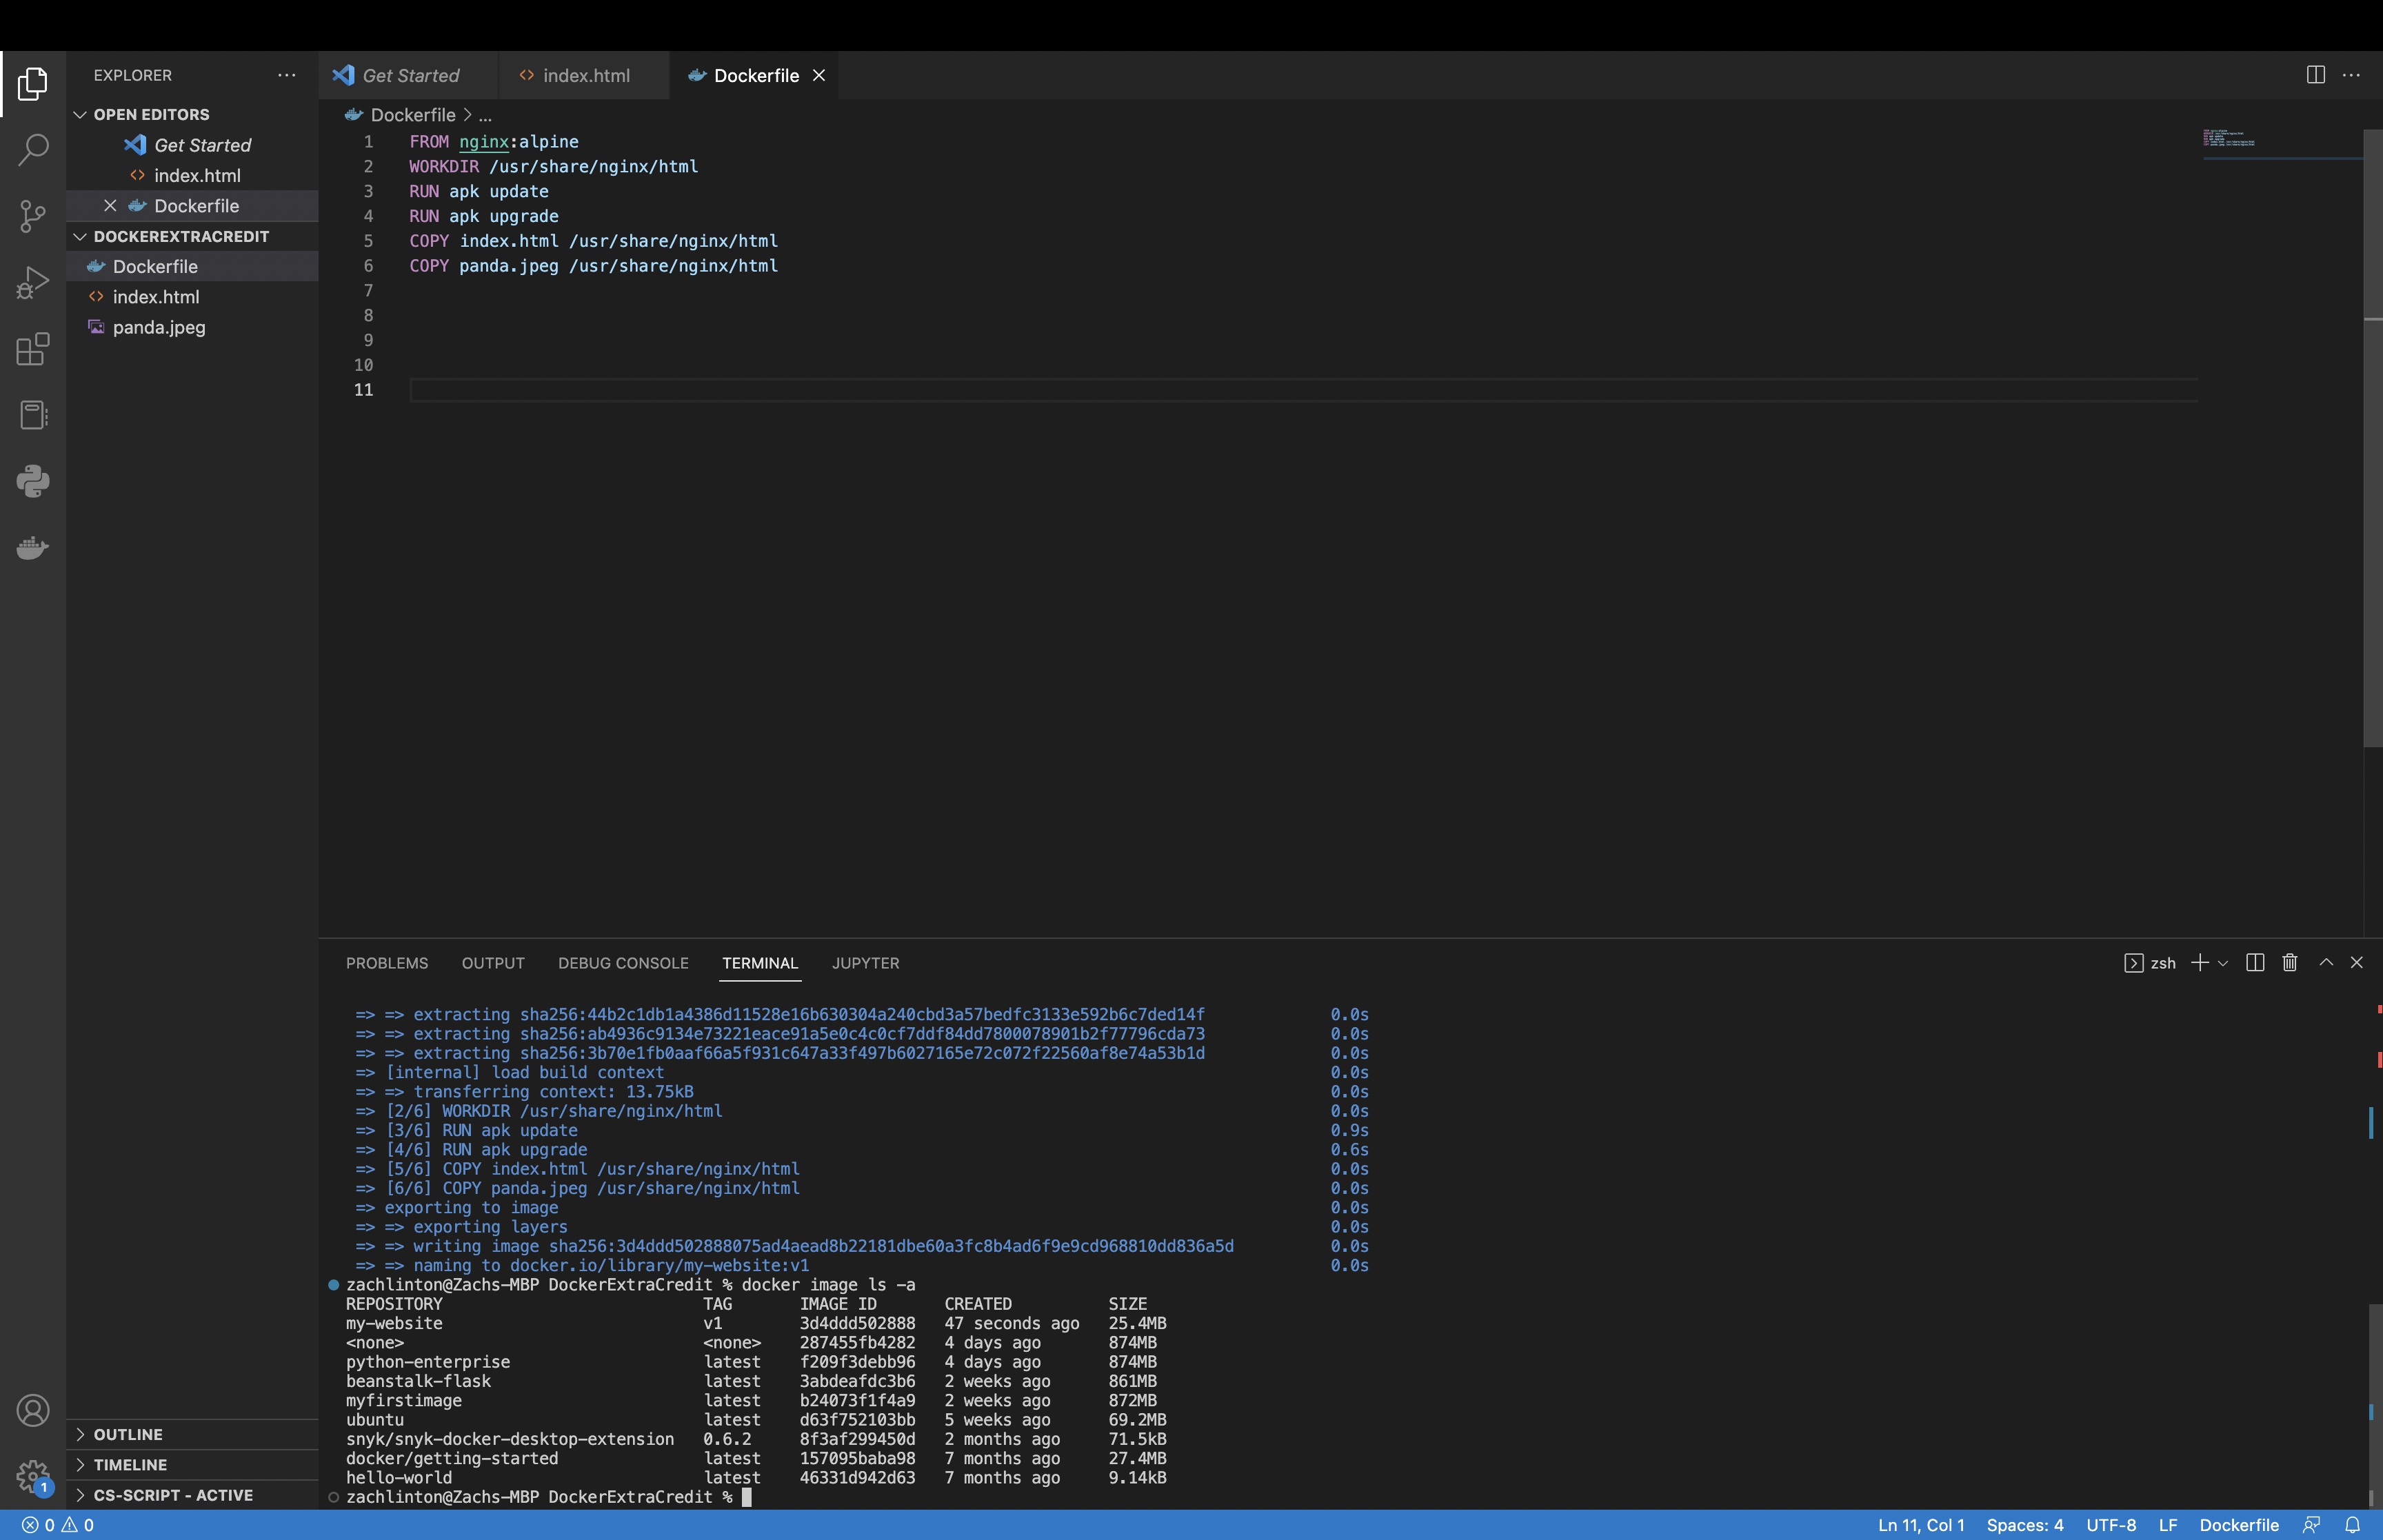 EXPLORER
OPEN EDITORS
Get Started
index.html
Dockerfile
DOCKEREXTRACREDIT
Dockerfile
index.html
panda.jpeg
OUTLINE
TIMELINE
CS-SCRIPT - ACTIVE
1
Get Started
index.html
Dockerfile
Dockerfile > ...
1 FROM nginx:alpine
2 WORKDIR /usr/share/nginx/html
3 RUN apk update
4 RUN apk upgrade
5 COPY index.html /usr/share/nginx/html
6 COPY panda.jpeg /usr/share/nginx/html
7
8
9
10
11
PROBLEMS OUTPUT DEBUG CONSOLE TERMINAL JUPYTER
zsh
=> => extracting sha256:44b2c1db1a4386d11528e16b630304a240cbd3a57bedfc3133e592b6c7ded14f 0.0s
=> => extracting sha256:ab4936c9134e73221eace91a5e0c4c0cf7ddf84dd7800078901b2f77796cda73 0.0s
=> => extracting sha256:3b70e1fb0aaf66a5f931c647a33f497b6027165e72c072f22560af8e74a53b1d 0.0s
=> [internal] load build context 0.0s
=> => transferring context: 13.75kB 0.0s
=> [2/6] WORKDIR /usr/share/nginx/html 0.0s
=> [3/6] RUN apk update 0.9s
=> [4/6] RUN apk upgrade 0.6s
=> [5/6] COPY index.html /usr/share/nginx/html 0.0s
=> [6/6] COPY panda.jpeg /usr/share/nginx/html 0.0s
=> exporting to image 0.0s
=> => exporting layers 0.0s
=> => writing image sha256:3d4ddd502888075ad4aead8b22181dbe60a3fc8b4ad6f9e9cd968810dd836a5d 0.0s
=> => naming to docker.io/library/my-website:v1 0.0s
zachlinton@Zachs-MBP DockerExtraCredit % docker image ls -a
REPOSITORY TAG IMAGE ID CREATED SIZE
my-website v1 3d4ddd502888 47 seconds ago 25.4MB
<none> <none> 287455fb4282 4 days ago 874MB
python-enterprise latest f209f3debb96 4 days ago 874MB
beanstalk-flask latest 3abdeafdc3b6 2 weeks ago 861MB
myfirstimage latest b24073f1f4a9 2 weeks ago 872MB
ubuntu latest d63f752103bb 5 weeks ago 69.2MB
snyk/snyk-docker-desktop-extension 0.6.2 8f3af299450d 2 months ago 71.5kB
docker/getting-started latest 157095baba98 7 months ago 27.4MB
hello-world latest 46331d942d63 7 months ago 9.14kB
zachlinton@Zachs-MBP DockerExtraCredit %
0 0 Ln 11, Col 1 Spaces: 4 UTF-8 LF Dockerfile